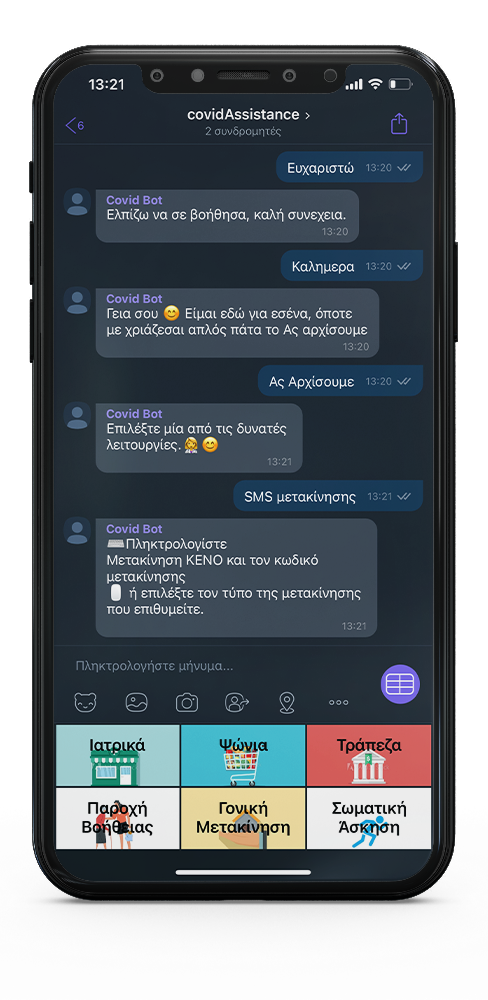 13:21
6
covidAssistance ›
2 συνδρομητές
Ευχαριστώ 13:20
Covid Bot
Ελπίζω να σε βοήθησα, καλή συνεχεια.
13:20
Καλημερα 13:20
Covid Bot
Γεια σου 😊 Είμαι εδώ για εσένα, όποτε
με χριάζεσαι απλός πάτα το Ας αρχίσουμε
13:20
Ας Αρχίσουμε 13:20
Covid Bot
Επιλέξτε μία από τις δυνατές
λειτουργίες. 👩‍⚕️😊
13:21
SMS μετακίνησης 13:21
Covid Bot
⌨️Πληκτρολογίστε
Μετακίνηση ΚΕΝΟ και τον κωδικό
μετακίνησης
🖱️ ή επιλέξτε τον τύπο της μετακίνησης
που επιθυμείτε.
13:21
Πληκτρολογήστε μήνυμα...
Ιατρικά
Ψώνια
Τράπεζα
Παροχή
Βοήθειας
Γονική
Μετακίνηση
Σωματική
Άσκηση